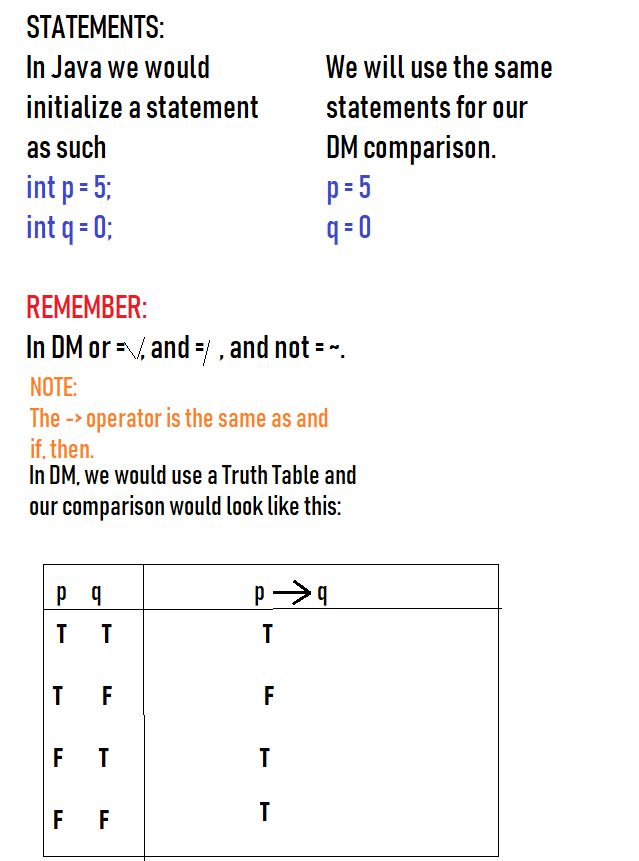 STATEMENTS:
In Java we would
initialize a statement
as such
int p = 5;
int q = 0;
We will use the same
statements for our
DM comparison.
p = 5
q = 0
REMEMBER:
In DM or = \/, and = / , and not = ~.
NOTE:
The -> operator is the same as and
if, then.
In DM, we would use a Truth Table and
our comparison would look like this:
p q p → q
T T T
T F F
F T T
F F T